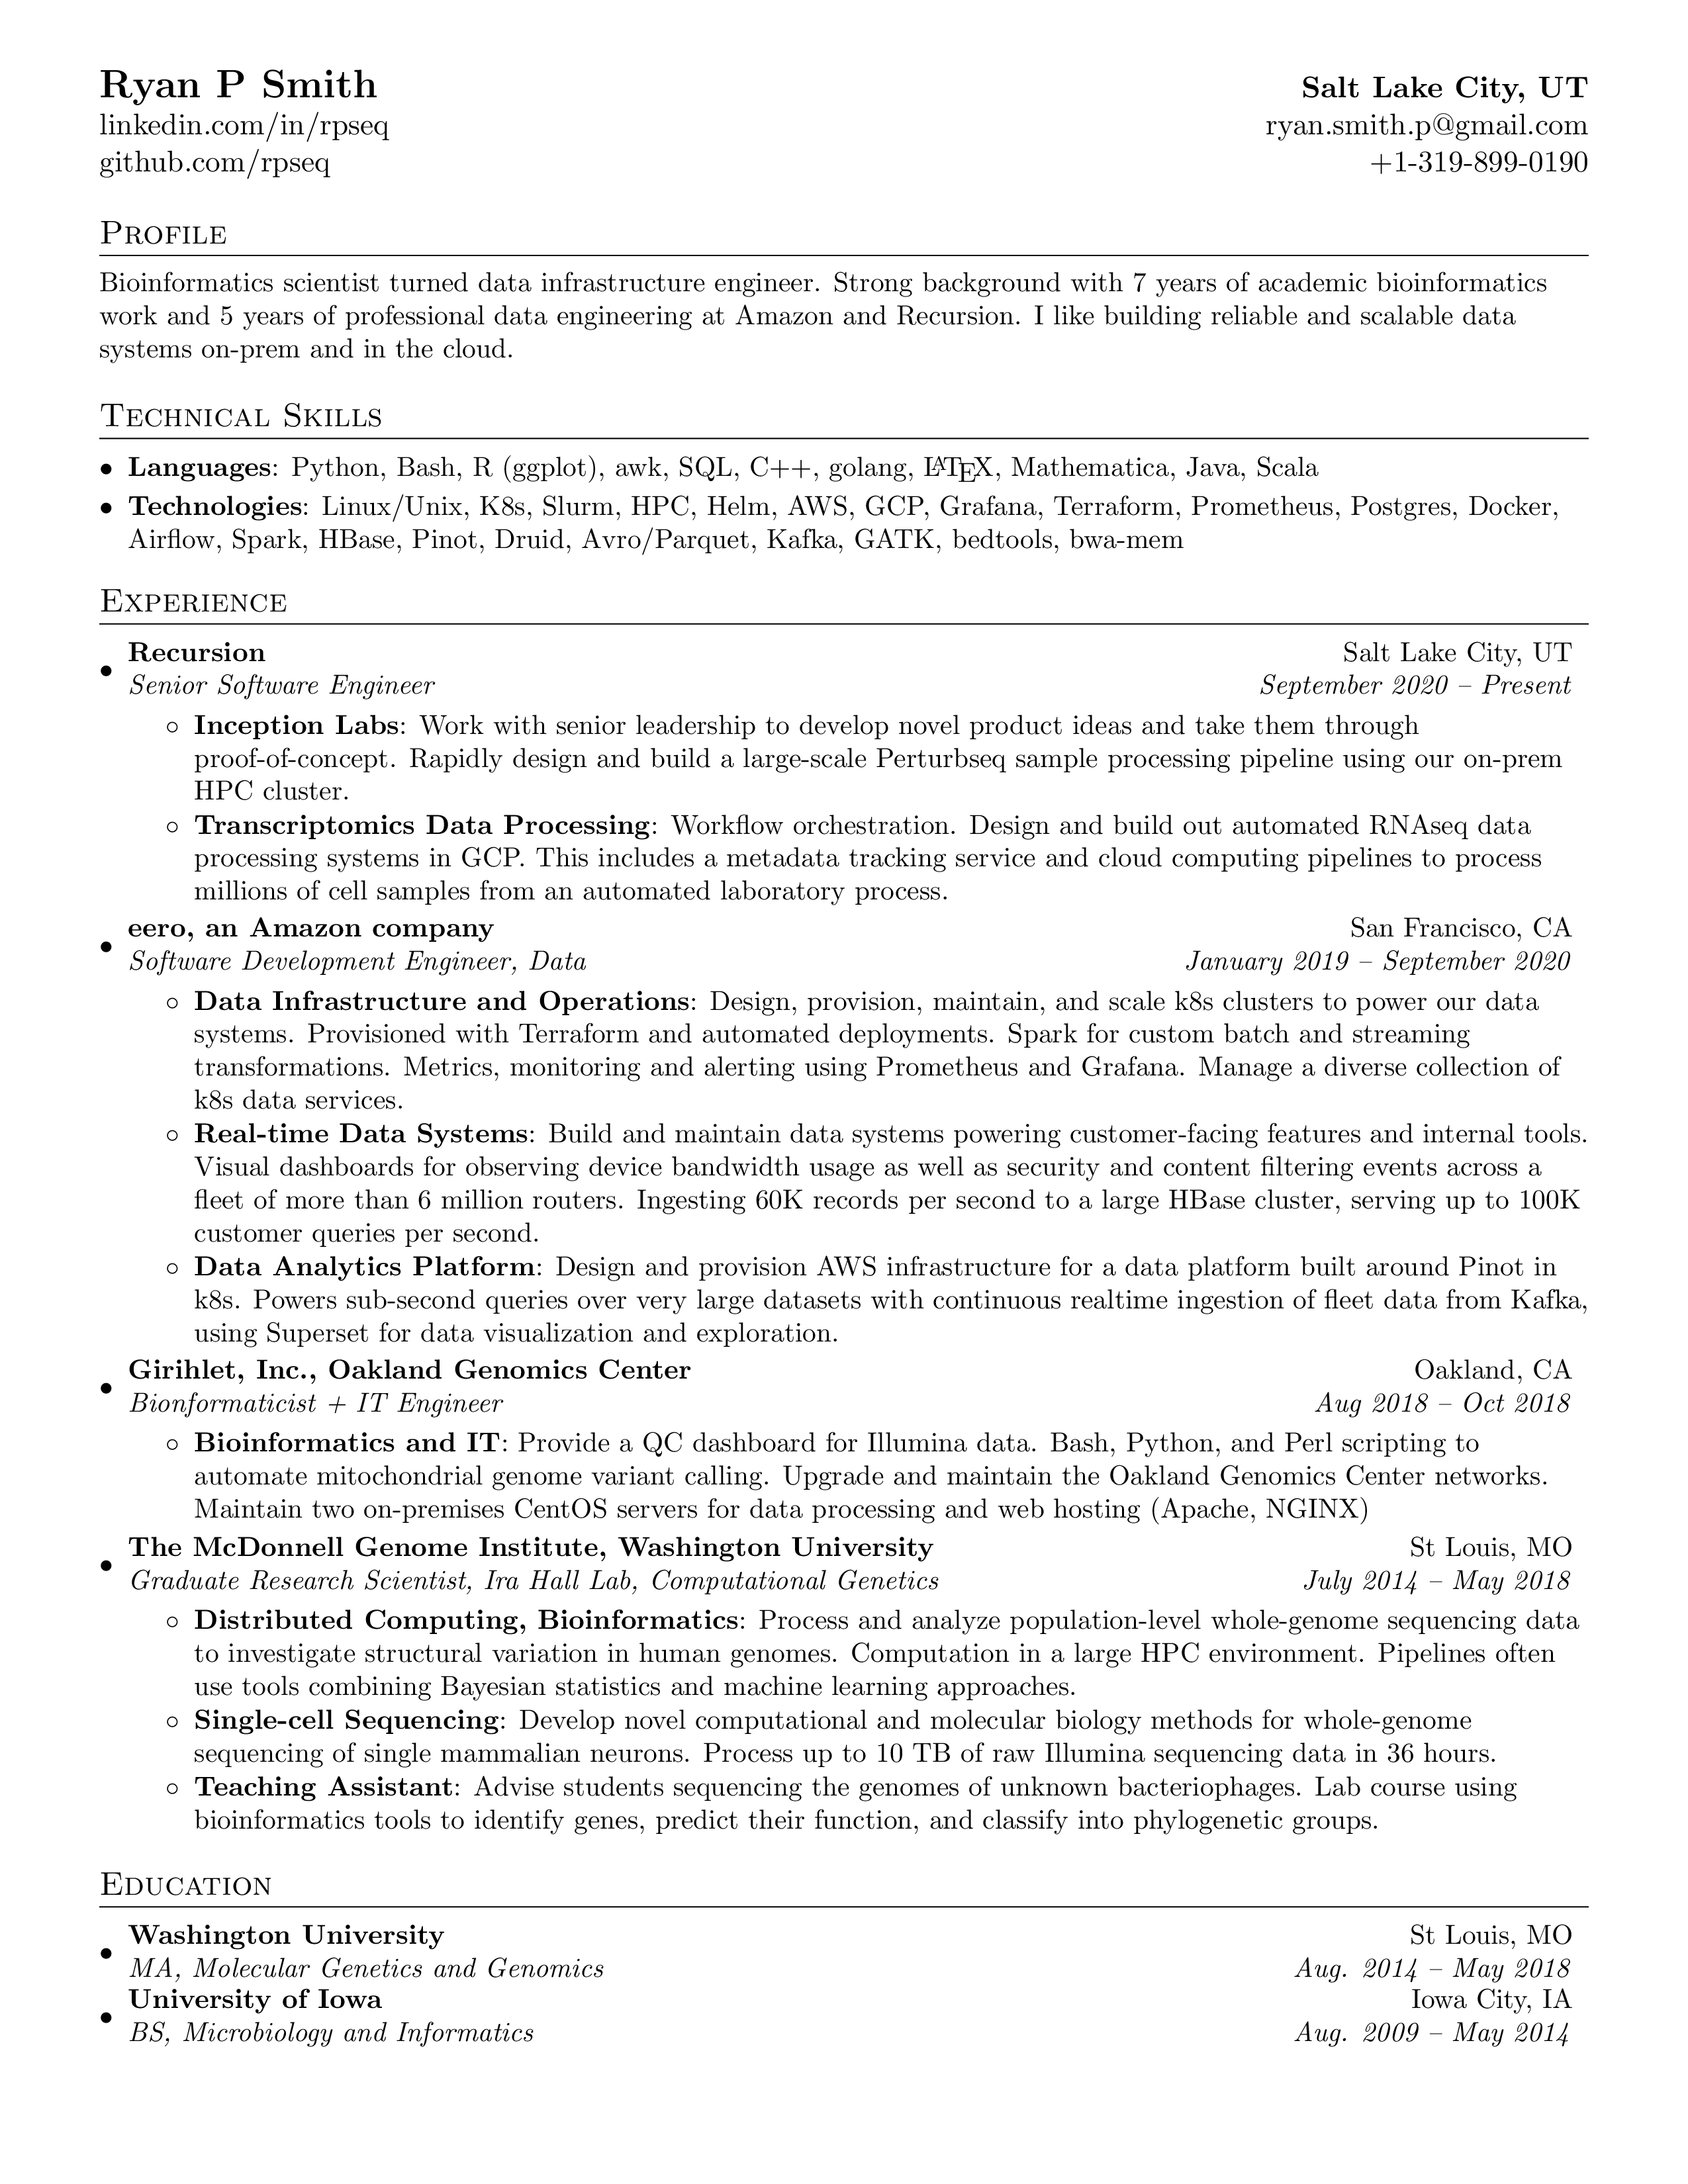 Ryan P Smith
Salt Lake City, UT
linkedin.com/in/rpseq
ryan.smith.p@gmail.com
github.com/rpseq
+1-319-899-0190
Profile
Bioinformatics scientist turned data infrastructure engineer. Strong background with 7 years of academic bioinformatics
work and 5 years of professional data engineering at Amazon and Recursion. I like building reliable and scalable data
systems on-prem and in the cloud.
Technical Skills
• Languages: Python, Bash, R (ggplot), awk, SQL, C++, golang, LATEX, Mathematica, Java, Scala
• Technologies: Linux/Unix, K8s, Slurm, HPC, Helm, AWS, GCP, Grafana, Terraform, Prometheus, Postgres, Docker,
Airflow, Spark, HBase, Pinot, Druid, Avro/Parquet, Kafka, GATK, bedtools, bwa-mem
Experience
• Recursion Salt Lake City, UT
Senior Software Engineer September 2020 – Present
◦ Inception Labs: Work with senior leadership to develop novel product ideas and take them through
proof-of-concept. Rapidly design and build a large-scale Perturbseq sample processing pipeline using our on-prem
HPC cluster.
◦ Transcriptomics Data Processing: Workflow orchestration. Design and build out automated RNAseq data
processing systems in GCP. This includes a metadata tracking service and cloud computing pipelines to process
millions of cell samples from an automated laboratory process.
• eero, an Amazon company San Francisco, CA
Software Development Engineer, Data January 2019 – September 2020
◦ Data Infrastructure and Operations: Design, provision, maintain, and scale k8s clusters to power our data
systems. Provisioned with Terraform and automated deployments. Spark for custom batch and streaming
transformations. Metrics, monitoring and alerting using Prometheus and Grafana. Manage a diverse collection of
k8s data services.
◦ Real-time Data Systems: Build and maintain data systems powering customer-facing features and internal tools.
Visual dashboards for observing device bandwidth usage as well as security and content filtering events across a
fleet of more than 6 million routers. Ingesting 60K records per second to a large HBase cluster, serving up to 100K
customer queries per second.
◦ Data Analytics Platform: Design and provision AWS infrastructure for a data platform built around Pinot in
k8s. Powers sub-second queries over very large datasets with continuous realtime ingestion of fleet data from Kafka,
using Superset for data visualization and exploration.
• Girihlet, Inc., Oakland Genomics Center Oakland, CA
Bionformaticist + IT Engineer Aug 2018 – Oct 2018
◦ Bioinformatics and IT: Provide a QC dashboard for Illumina data. Bash, Python, and Perl scripting to
automate mitochondrial genome variant calling. Upgrade and maintain the Oakland Genomics Center networks.
Maintain two on-premises CentOS servers for data processing and web hosting (Apache, NGINX)
• The McDonnell Genome Institute, Washington University St Louis, MO
Graduate Research Scientist, Ira Hall Lab, Computational Genetics July 2014 – May 2018
◦ Distributed Computing, Bioinformatics: Process and analyze population-level whole-genome sequencing data
to investigate structural variation in human genomes. Computation in a large HPC environment. Pipelines often
use tools combining Bayesian statistics and machine learning approaches.
◦ Single-cell Sequencing: Develop novel computational and molecular biology methods for whole-genome
sequencing of single mammalian neurons. Process up to 10 TB of raw Illumina sequencing data in 36 hours.
◦ Teaching Assistant: Advise students sequencing the genomes of unknown bacteriophages. Lab course using
bioinformatics tools to identify genes, predict their function, and classify into phylogenetic groups.
Education
• Washington University St Louis, MO
MA, Molecular Genetics and Genomics Aug. 2014 – May 2018
• University of Iowa Iowa City, IA
BS, Microbiology and Informatics Aug. 2009 – May 2014